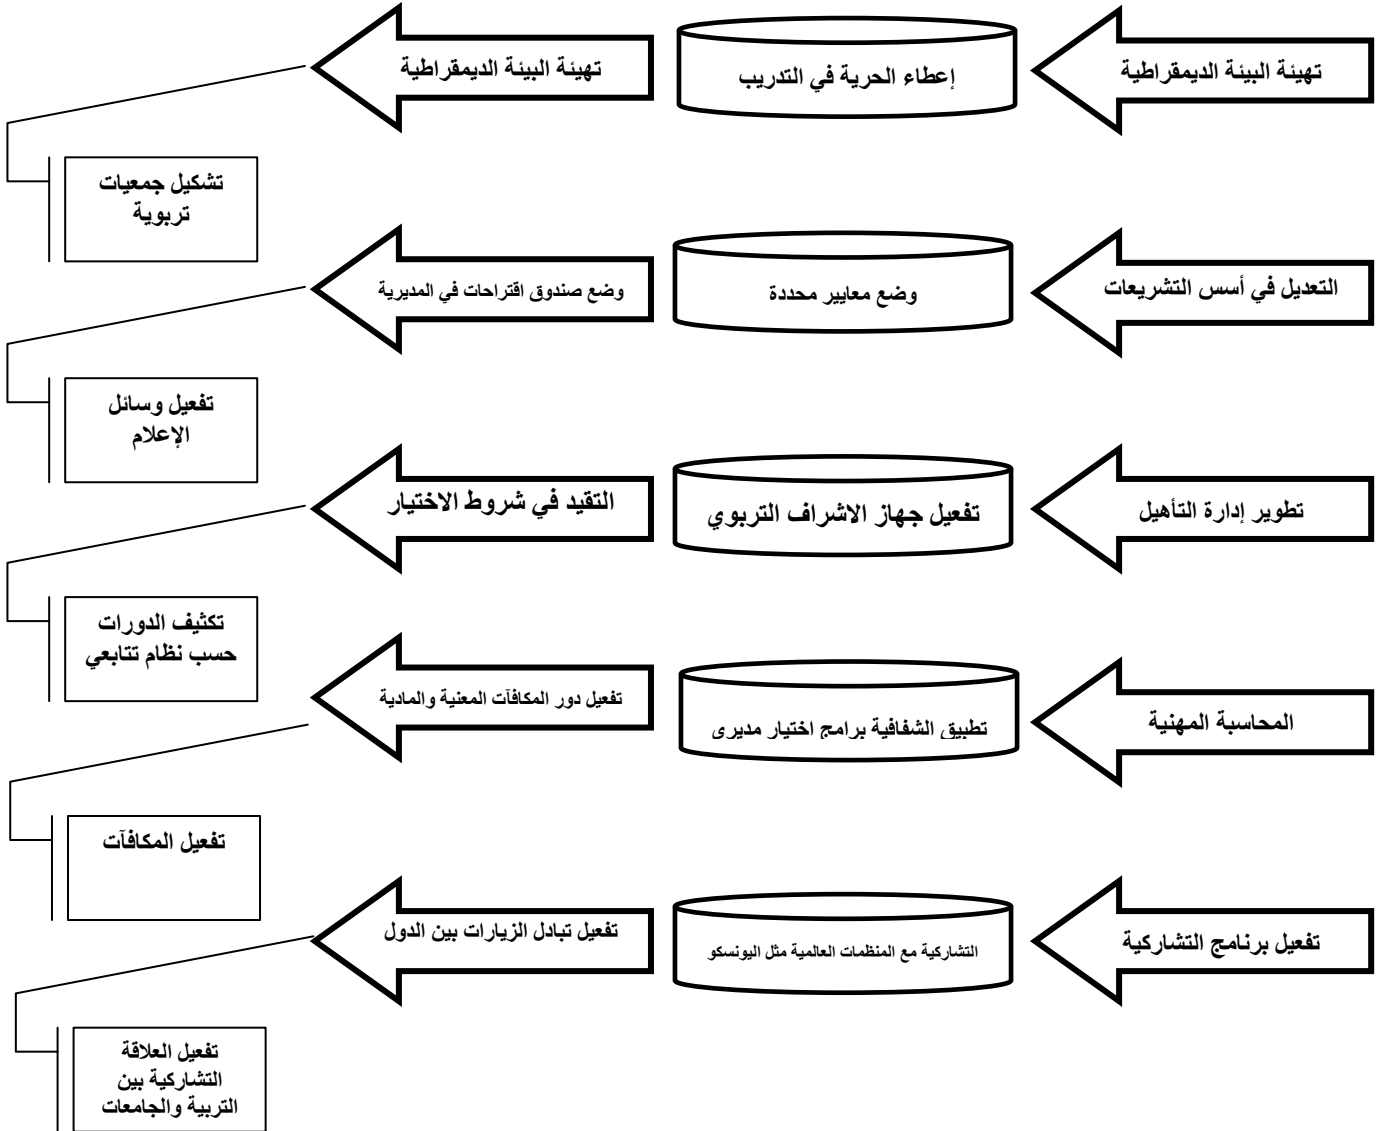 تهيئة البيئة الديمقراطية
إعطاء الحرية في التدريب
تهيئة البيئة الديمقراطية
تشكيل جمعيات
تربوية
التعديل في أسس التشريعات
وضع معايير محددة
وضع صندوق اقتراحات في المديرية
تفعيل وسائل
الإعلام
تطوير إدارة التأهيل
تفعيل جهاز الاشراف التربوي
التقيد في شروط الاختيار
تكثيف الدورات
حسب نظام تتابعي
المحاسبة المهنية
تطبيق الشفافية برامج اختيار مديري
تفعيل دور المكافآت المعنية والمادية
تفعيل المكافآت
تفعيل برنامج التشاركية
التشاركية مع المنظمات العالمية مثل اليونسكو
تفعيل تبادل الزيارات بين الدول
تفعيل العلاقة
التشاركية بين
التربية والجامعات